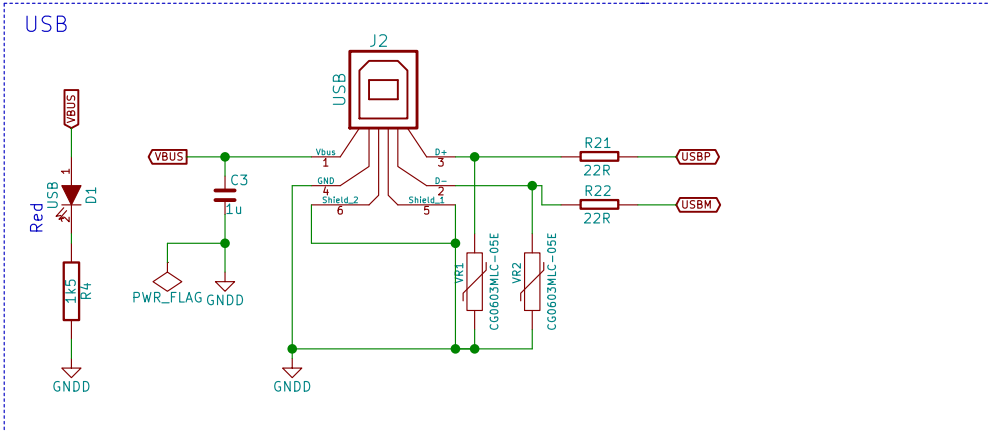 USB
J2
USB
VBUS
1
USB
D1
2
Red
1k5
R4
GNDD
VBUS
C3
1u
PWR_FLAG
GNDD
Vbus
1
GND
4
Shield_2
6
D+
3
D-
2
Shield_1
5
R21
22R
USBP
R22
22R
USBM
VR1
CG0603MLC-05E
VR2
CG0603MLC-05E
GNDD